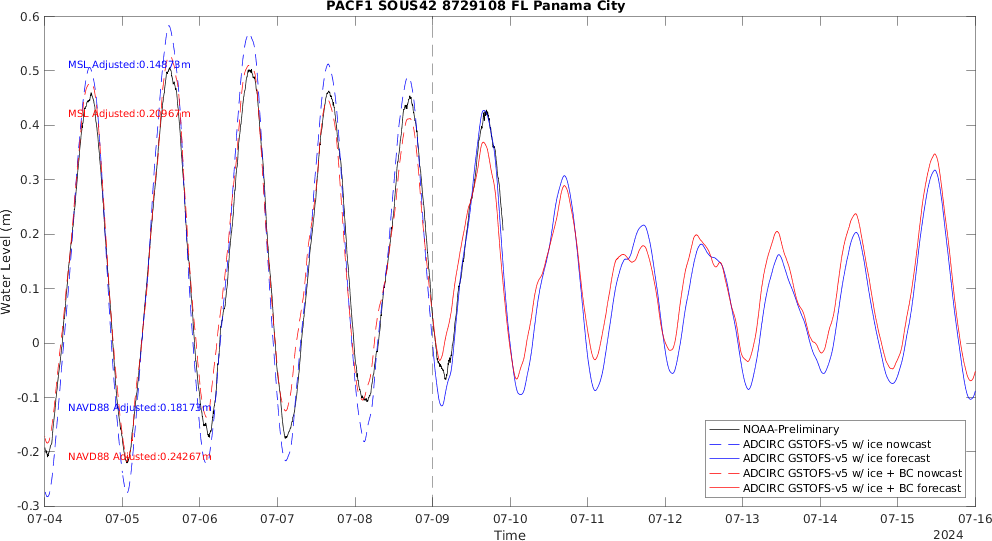 PACF1 SOUS42 8729108 FL Panama City
0.6
0.5
0.4
0.3
0.2
0.1
0
-0.1
-0.2
-0.3
Water Level (m)
MSL Adjusted:0.14873m
MSL Adjusted:0.20967m
NAVD88 Adjusted:0.18173m
NAVD88 Adjusted:0.24267m
NOAA-Preliminary
ADCIRC GSTOFS-v5 w/ ice nowcast
ADCIRC GSTOFS-v5 w/ ice forecast
ADCIRC GSTOFS-v5 w/ ice + BC nowcast
ADCIRC GSTOFS-v5 w/ ice + BC forecast
07-04 07-05 07-06 07-07 07-08 07-09 07-10 07-11 07-12 07-13 07-14 07-15 07-16
Time
2024